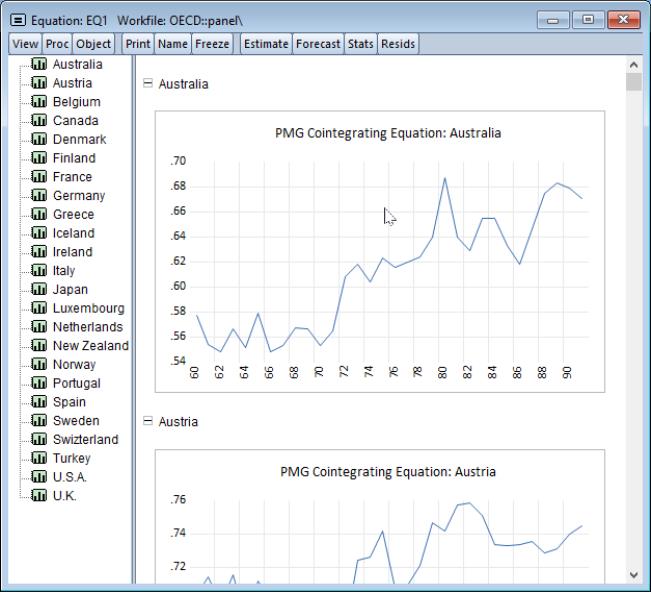 Equation: EQ1   Workfile: OECD::panel\
View Proc Object Print Name Freeze Estimate Forecast Stats Resids
Australia
Austria
Belgium
Canada
Denmark
Finland
France
Germany
Greece
Iceland
Ireland
Italy
Japan
Luxembourg
Netherlands
New Zealand
Norway
Portugal
Spain
Sweden
Swizterland
Turkey
U.S.A.
U.K.
Australia
PMG Cointegrating Equation: Australia
.70
.68
.66
.64
.62
.60
.58
.56
.54
60 62 64 66 68 70 72 74 76 78 80 82 84 86 88 90
Austria
PMG Cointegrating Equation: Austria
.76
.74
.72